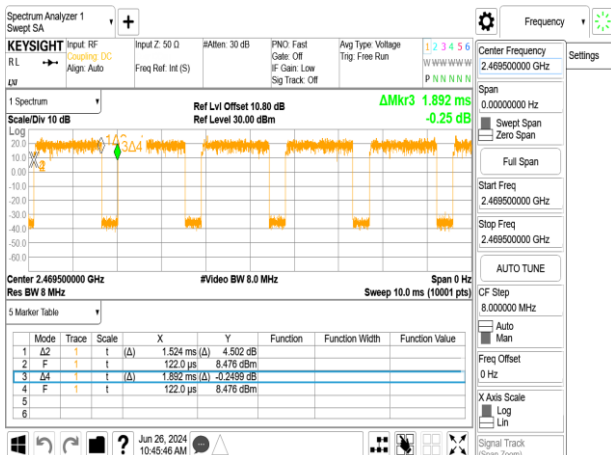 Spectrum Analyzer 1
Swept SA
+
Frequency
KEYSIGHT
RL
Input: RF
Coupling: DC
Align: Auto
Input Z: 50 Ω
Freq Ref: Int (S)
#Atten: 30 dB
PNO: Fast
Gate: Off
IF Gain: Low
Sig Track: Off
Avg Type: Voltage
Trig: Free Run
1 2 3 4 5 6
W W W W W W
P N N N N N
Center Frequency
2.469500000 GHz
Settings
Span
0.00000000 Hz
Swept Span
Zero Span
Full Span
Start Freq
2.469500000 GHz
Stop Freq
2.469500000 GHz
AUTO TUNE
CF Step
8.000000 MHz
Auto
Man
Freq Offset
0 Hz
X Axis Scale
Log
Lin
Signal Track
(Span Zoom)
1 Spectrum
Scale/Div 10 dB
Ref Lvl Offset 10.80 dB
Ref Level 30.00 dBm
ΔMkr3 1.892 ms
-0.25 dB
Log
20.0
10.0
0.00
-10.0
-20.0
-30.0
-40.0
-50.0
-60.0
3Δ4
Center 2.469500000 GHz
Res BW 8 MHz
#Video BW 8.0 MHz
Span 0 Hz
Sweep 10.0 ms (10001 pts)
5 Marker Table
Mode Trace Scale X Y Function Function Width Function Value
1 Δ2 1 t (Δ) 1.524 ms (Δ) 4.502 dB
2 F 1 t 122.0 µs 8.476 dBm
3 Δ4 1 t (Δ) 1.892 ms (Δ) -0.2499 dB
4 F 1 t 122.0 µs 8.476 dBm
5
6
?
Jun 26, 2024
10:45:46 AM